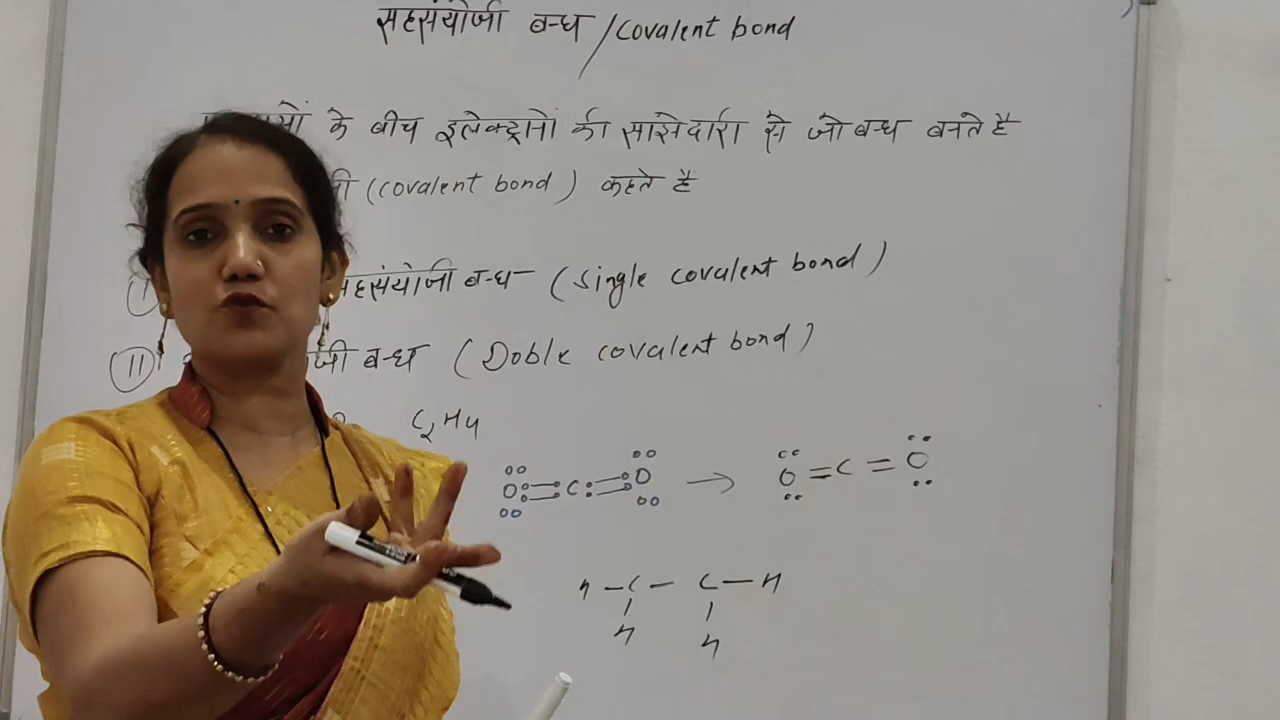 सहसंयोजी बन्ध / covalent bond
के बीच इलेक्ट्रानो की साझेदारी से जो बन्ध बनते है
(covalent bond) कहते है
सहसंयोजी बन्ध - (single covalent bond)
(II) बन्ध (Doble covalent bond)
C2H4
O = C = O → O = C = O
H - C - C - H
H H